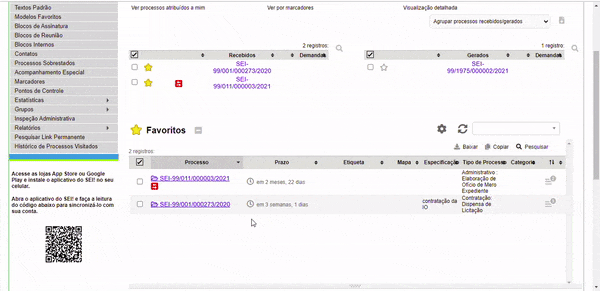 Textos Padrão
Modelos Favoritos
Blocos de Assinatura
Blocos de Reunião
Blocos Internos
Contatos
Processos Sobrestados
Acompanhamento Especial
Marcadores
Pontos de Controle
Estatísticas
Grupos
Inspeção Administrativa
Relatórios
Pesquisar Link Permanente
Histórico de Processos Visitados
Acesse as lojas App Store ou Google
Play e instale o aplicativo do SEI! no seu
celular.
Abra o aplicativo do SEI! e faça a leitura
do código abaixo para sincronizá-lo com
sua conta.
Ver processos atribuídos a mim
Ver por marcadores
Visualização detalhada
Agrupar processos recebidos/gerados
2 registros:
Recebidos
Demanda
SEI-
99/001/000273/2020
SEI-
99/011/000003/2021
1 registro:
Gerados
Demanda
SEI-
99/1975/000002/2021
Favoritos
Baixar Copiar Pesquisar
2 registros:
Processo Prazo Etiqueta Mapa Especificação Tipo de Processo Categoria
SEI-99/011/000003/2021
em 2 meses, 22 dias
Administrativo :
Elaboração de
Ofício de Mero
Expediente
SEI-99/001/000273/2020
em 3 semanas, 1 dias
contratação da
IO
Contratação:
Dispensa de
Licitação